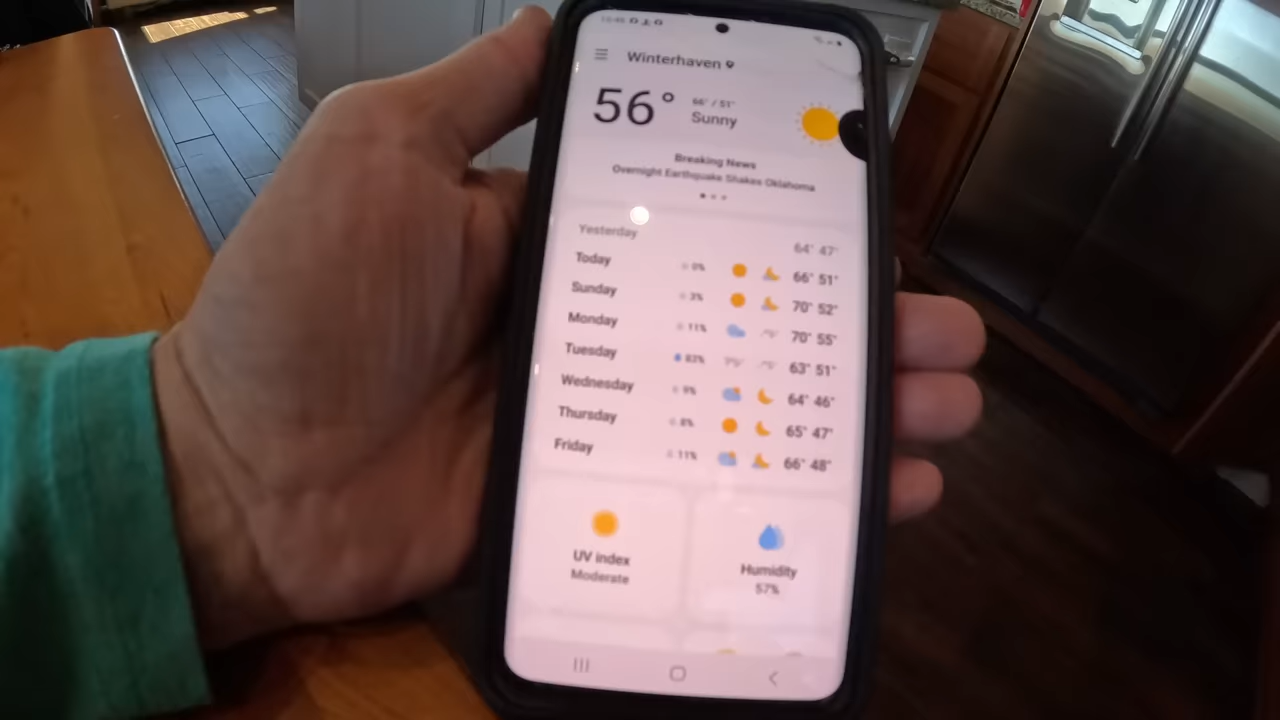 Winterhaven
56°
66° / 51°
Sunny
Breaking News
Overnight Earthquake Shakes Oklahoma
Yesterday 64° 47°
Today 0% 66° 51°
Sunday 3% 70° 52°
Monday 11% 70° 55°
Tuesday 83% 63° 51°
Wednesday 9% 64° 46°
Thursday 8% 65° 47°
Friday 11% 66° 48°
UV index
Moderate
Humidity
57%